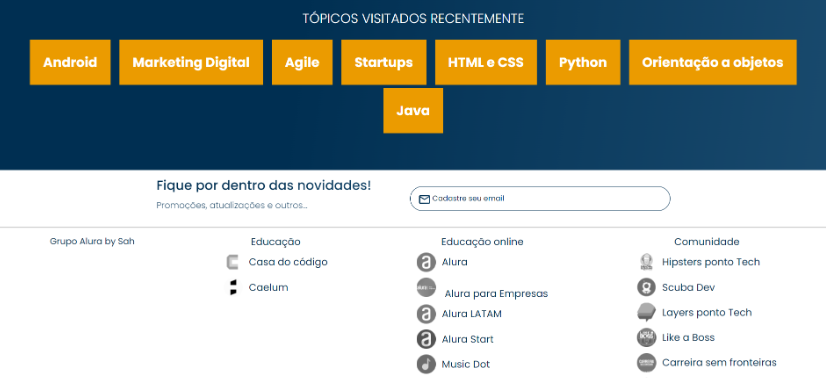 TÓPICOS VISITADOS RECENTEMENTE
Android Marketing Digital Agile Startups HTML e CSS Python Orientação a objetos
Java
Fique por dentro das novidades!
Promoções, atualizações e outros...
Cadastre seu email
Grupo Alura by Sah
Educação
Casa do código
Caelum
Educação online
Alura
Alura para Empresas
Alura LATAM
Alura Start
Music Dot
Comunidade
Hipsters ponto Tech
Scuba Dev
Layers ponto Tech
Like a Boss
Carreira sem fronteiras